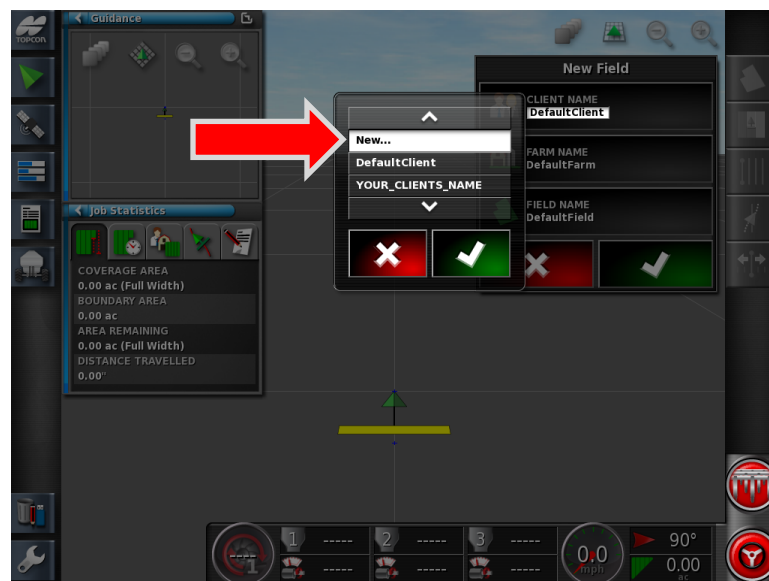 TOPCON
Guidance
New Field
CLIENT NAME
DefaultClient
New...
DefaultClient
YOUR_CLIENTS_NAME
FARM NAME
DefaultFarm
FIELD NAME
DefaultField
Job Statistics
COVERAGE AREA
0.00 ac (Full Width)
BOUNDARY AREA
0.00 ac
AREA REMAINING
0.00 ac (Full Width)
DISTANCE TRAVELLED
0.00"
---- 1 ----- 2 ----- 3 ----- 0.0 90°
1 ----- ----- ----- mph 0.00
ac